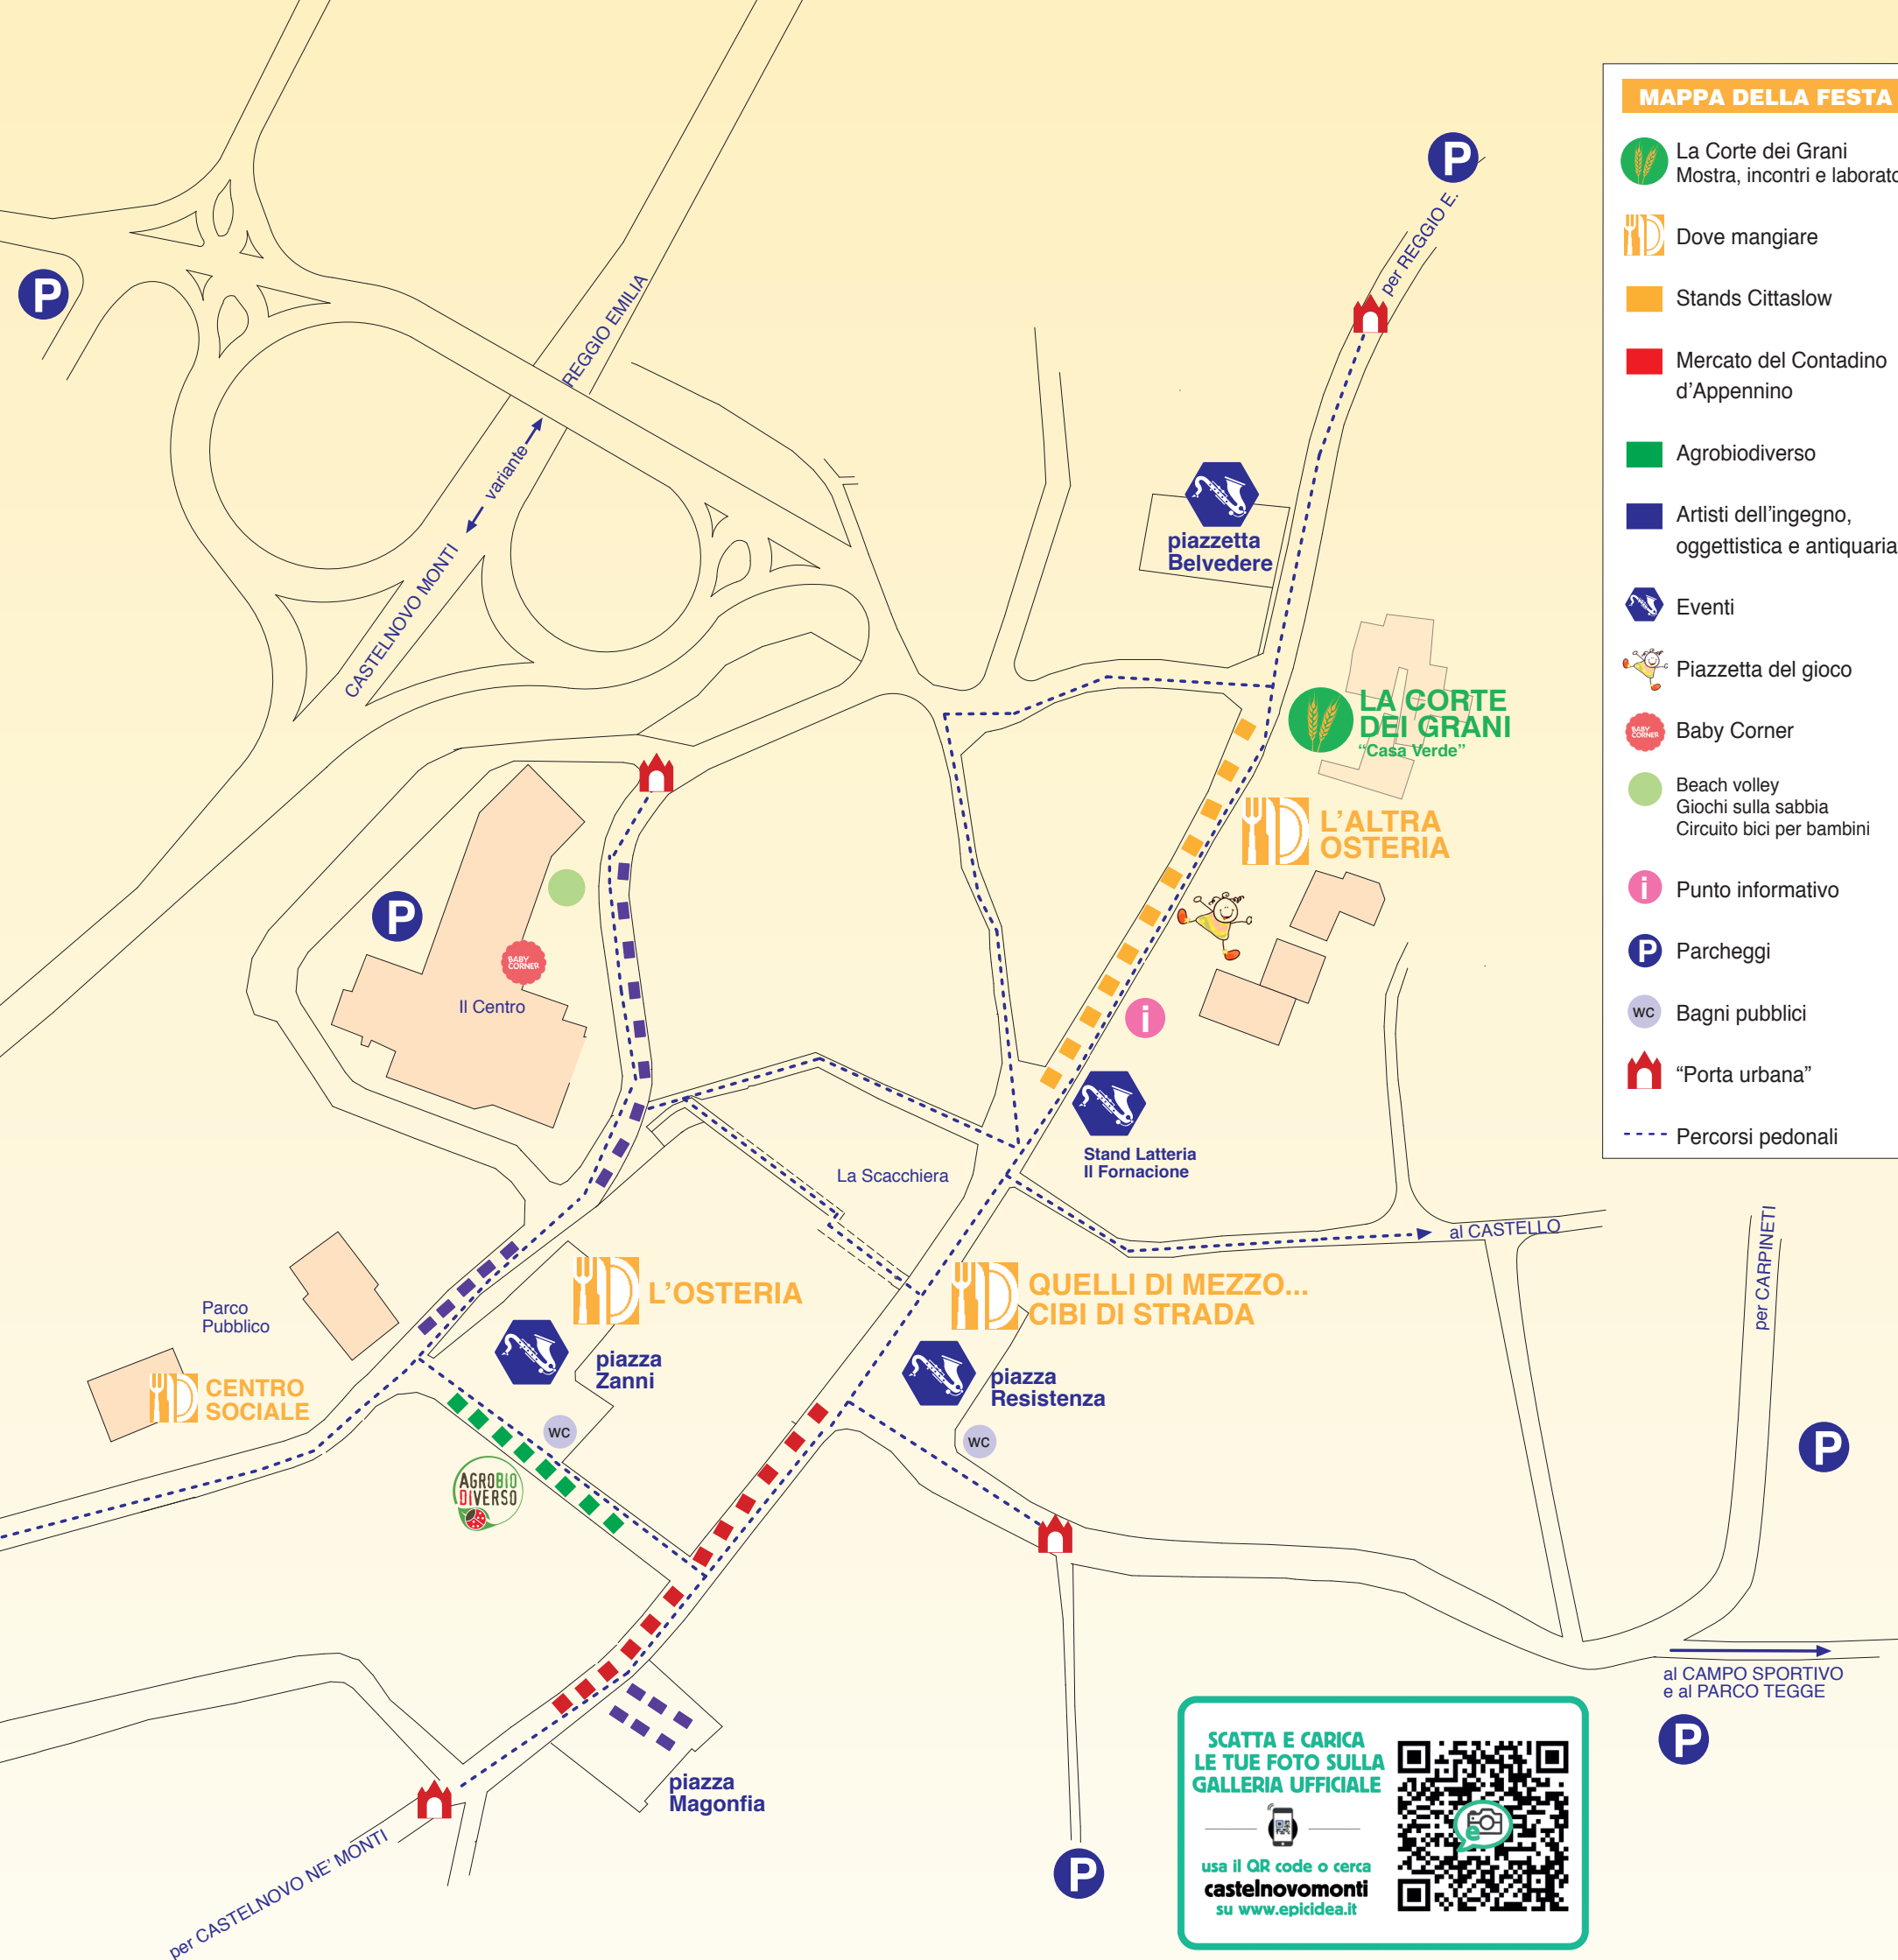 MAPPA DELLA FESTA
La Corte dei Grani
Mostra, incontri e
Dove mangiare
Stands Cittaslow
Mercato del Contadino
d'Appennino
Agrobiodiverso
Artisti dell'ingegno,
oggettistica e
Eventi
Piazzetta del gioco
BABY
CORNER
Baby Corner
Beach volley
Giochi sulla sabbia
Circuito bici per bambini
i
Punto informativo
P
Parcheggi
WC
Bagni pubblici
“Porta urbana”
Percorsi pedonali
P
per REGGIO E.
P
REGGIO EMILIA
variante
CASTELNOVO MONTI
piazzetta
Belvedere
LA CORTE
DEI GRANI
“Casa Verde”
L'ALTRA
OSTERIA
P
BABY
CORNER
Il Centro
i
Stand Latteria
Il Fornacione
La Scacchiera
al CASTELLO
per CARPINETI
L'OSTERIA
QUELLI DI MEZZO...
CIBI DI STRADA
Parco
Pubblico
piazza
Zanni
piazza
Resistenza
CENTRO
SOCIALE
WC
WC
P
AGROBIO
DIVERSO
al CAMPO SPORTIVO
e al PARCO TEGGE
P
piazza
Magonfia
per CASTELNOVO NE' MONTI
P
SCATTA E CARICA
LE TUE FOTO SULLA
GALLERIA UFFICIALE
usa il QR code o cerca
castelnovomonti
su www.epicidea.it
e